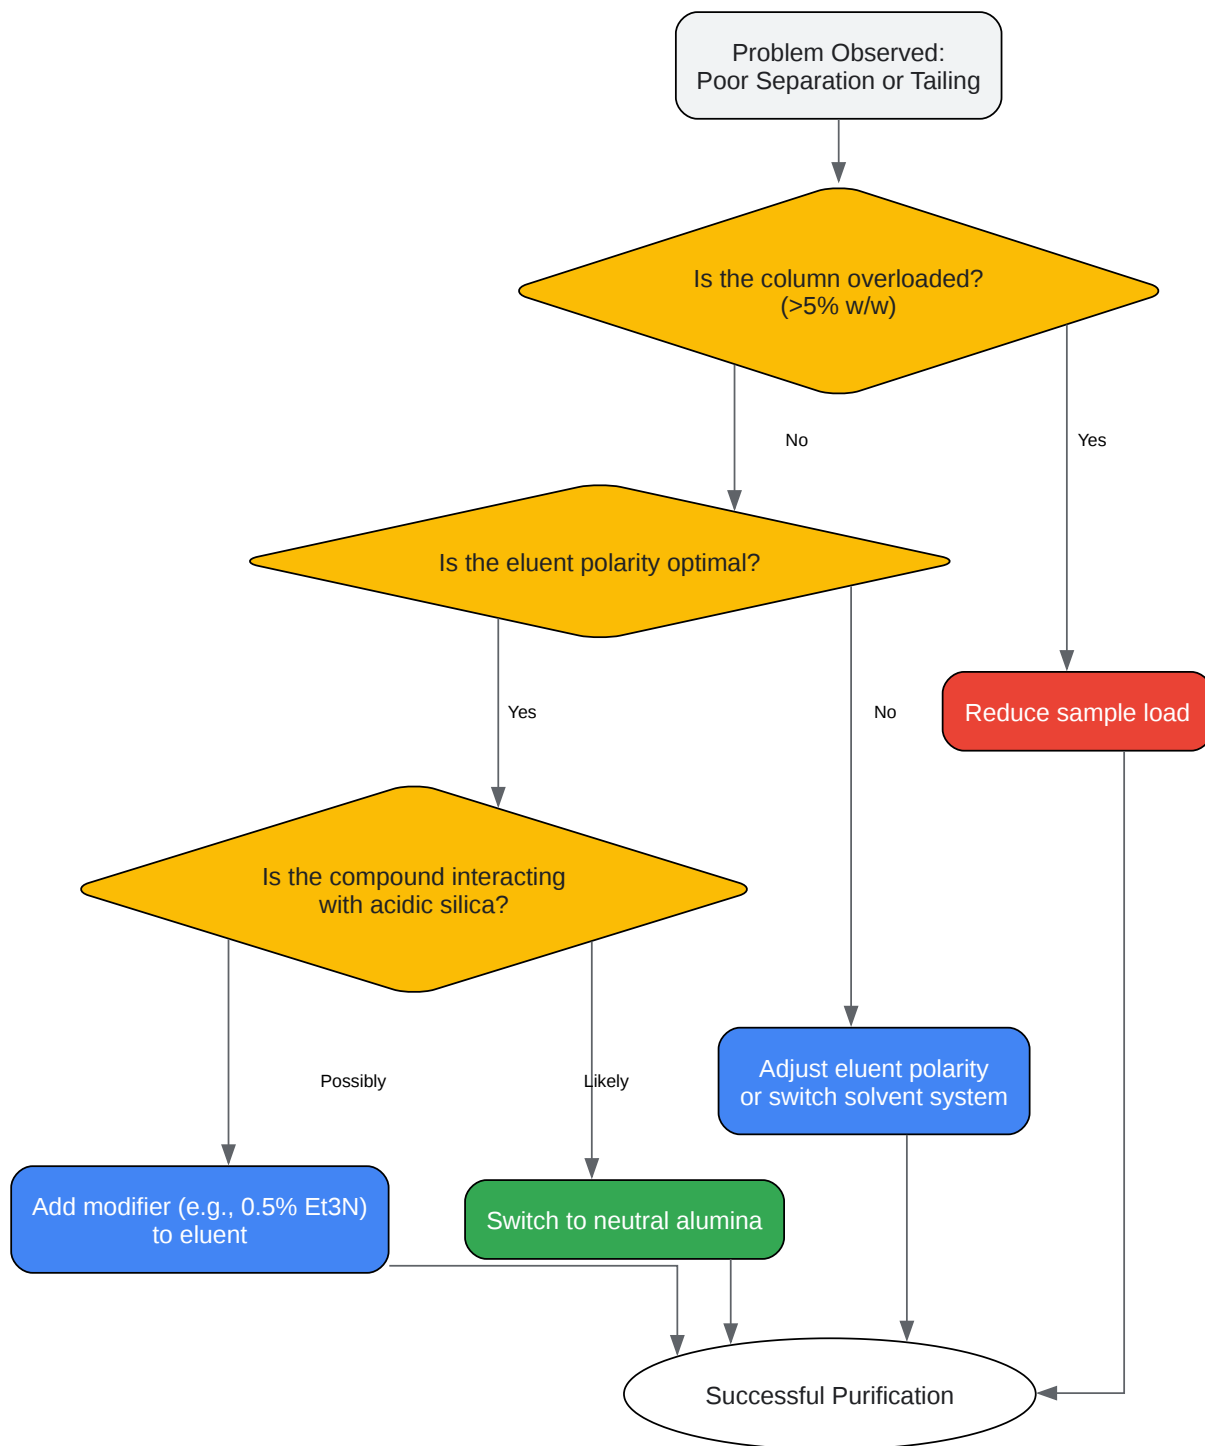 Problem Observed:
Poor Separation or Tailing
Is the column overloaded?
(>5% w/w)
No
Yes
Is the eluent polarity optimal?
Yes
No
Reduce sample load
Is the compound interacting
with acidic silica?
Possibly
Likely
Adjust eluent polarity
or switch solvent system
Add modifier (e.g., 0.5% Et3N)
to eluent
Switch to neutral alumina
Successful Purification